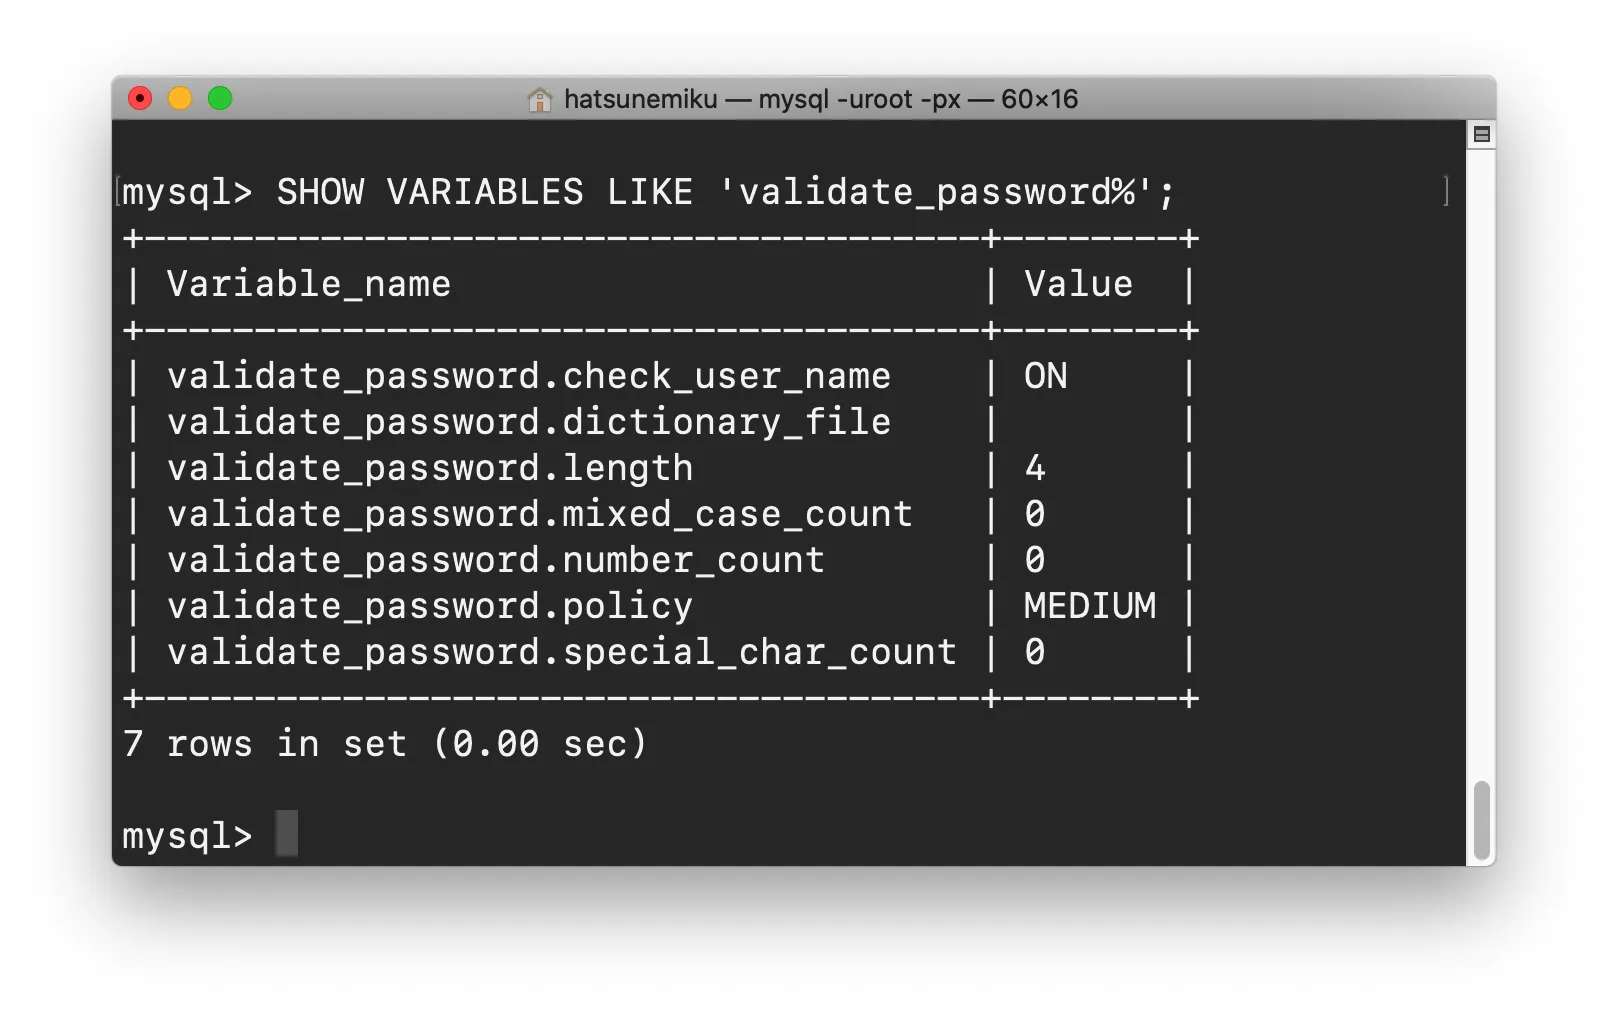 hatsunemiku — mysql -uroot -px — 60×16
mysql> SHOW VARIABLES LIKE 'validate_password%';
+--------------------------------------+--------+
| Variable_name                        | Value  |
+--------------------------------------+--------+
| validate_password.check_user_name    | ON     |
| validate_password.dictionary_file    |        |
| validate_password.length             | 4      |
| validate_password.mixed_case_count   | 0      |
| validate_password.number_count       | 0      |
| validate_password.policy             | MEDIUM |
| validate_password.special_char_count | 0      |
+--------------------------------------+--------+
7 rows in set (0.00 sec)
mysql>